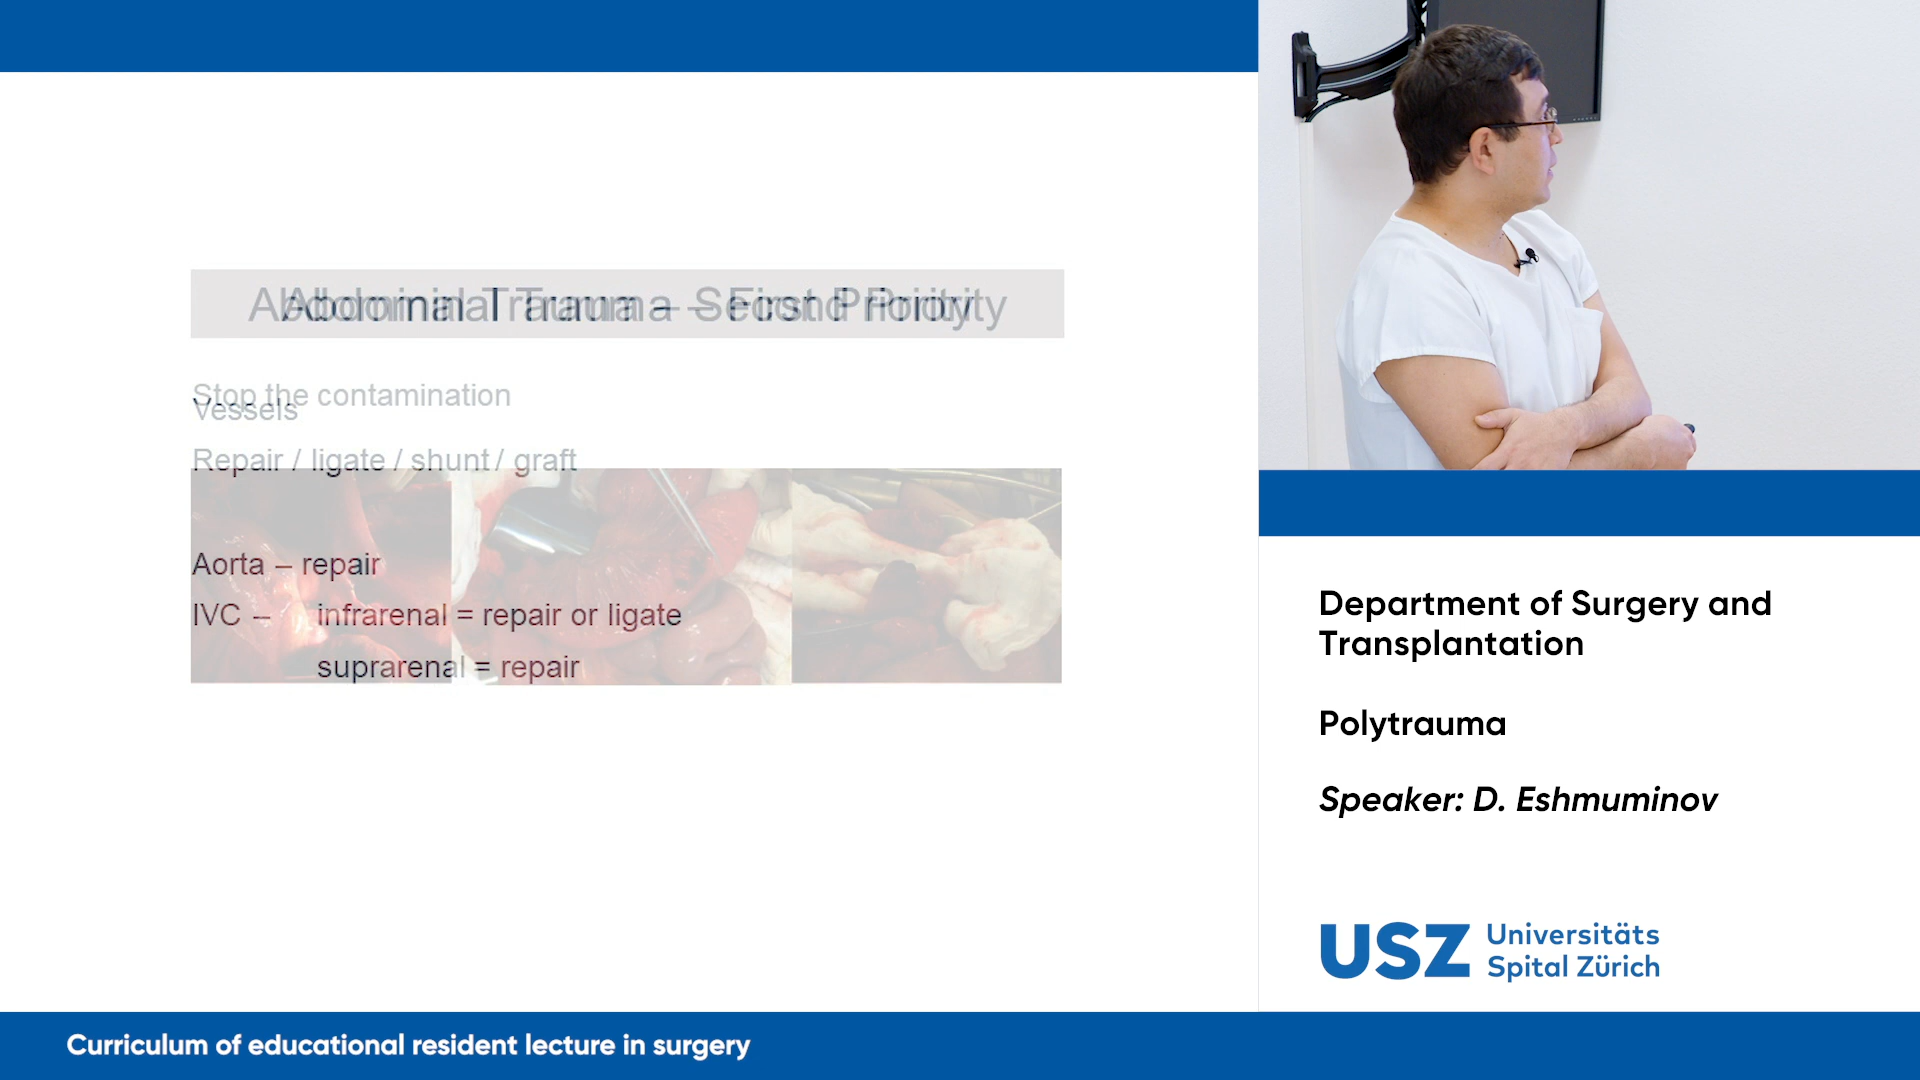 Abdominal Trauma – First Priority
Abdominal Trauma – Second Priority
Stop the contamination
Vessels
Repair / ligate / shunt / graft
Aorta – repair
IVC – infrarenal = repair or ligate
suprarenal = repair
Department of Surgery and
Transplantation
Polytrauma
Speaker: D. Eshmuminov
USZ Universitäts
Spital Zürich
Curriculum of educational resident lecture in surgery